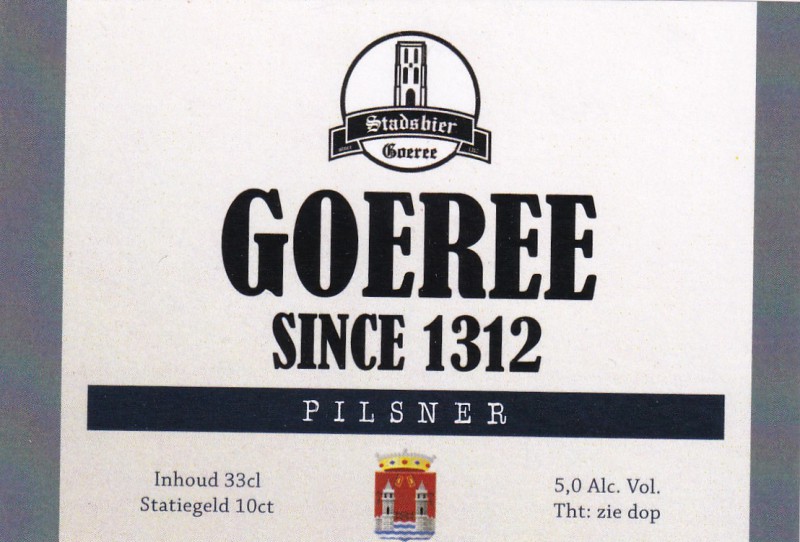 Stadsbier
Goeree
GOEREE
SINCE 1312
PILSNER
Inhoud 33cl
Statiegeld 10ct
5,0 Alc. Vol.
Tht: zie dop